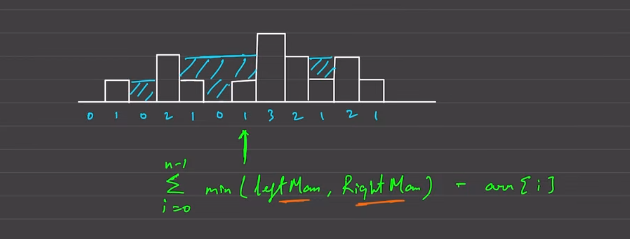 0 1 0 2 1 0 1 3 2 1 2 1
n-1
∑ min (leftMax, RightMax) - arr[i]
i=0